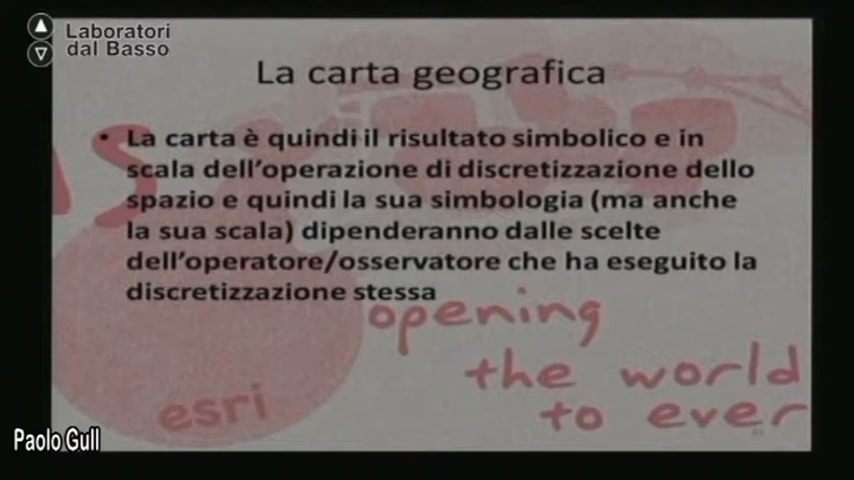 Laboratori
dal Basso
La carta geografica
• La carta è quindi il risultato simbolico e in
scala dell'operazione di discretizzazione dello
spazio e quindi la sua simbologia (ma anche
la sua scala) dipenderanno dalle scelte
dell'operatore/osservatore che ha eseguito la
discretizzazione stessa
opening
the world
to ever
esri
Paolo Gull